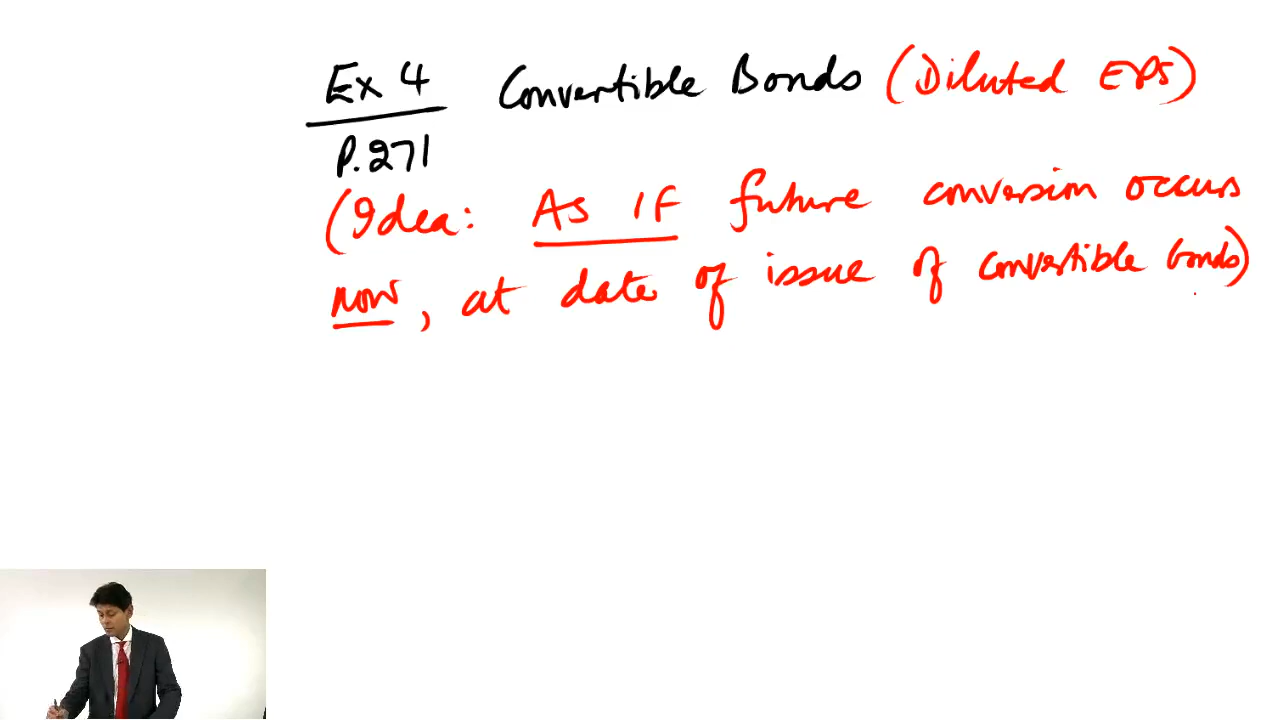 Ex 4 Convertible Bonds (Diluted EPS)
P.271
(Idea: As IF future conversion occurs
now, at date of issue of convertible bonds)